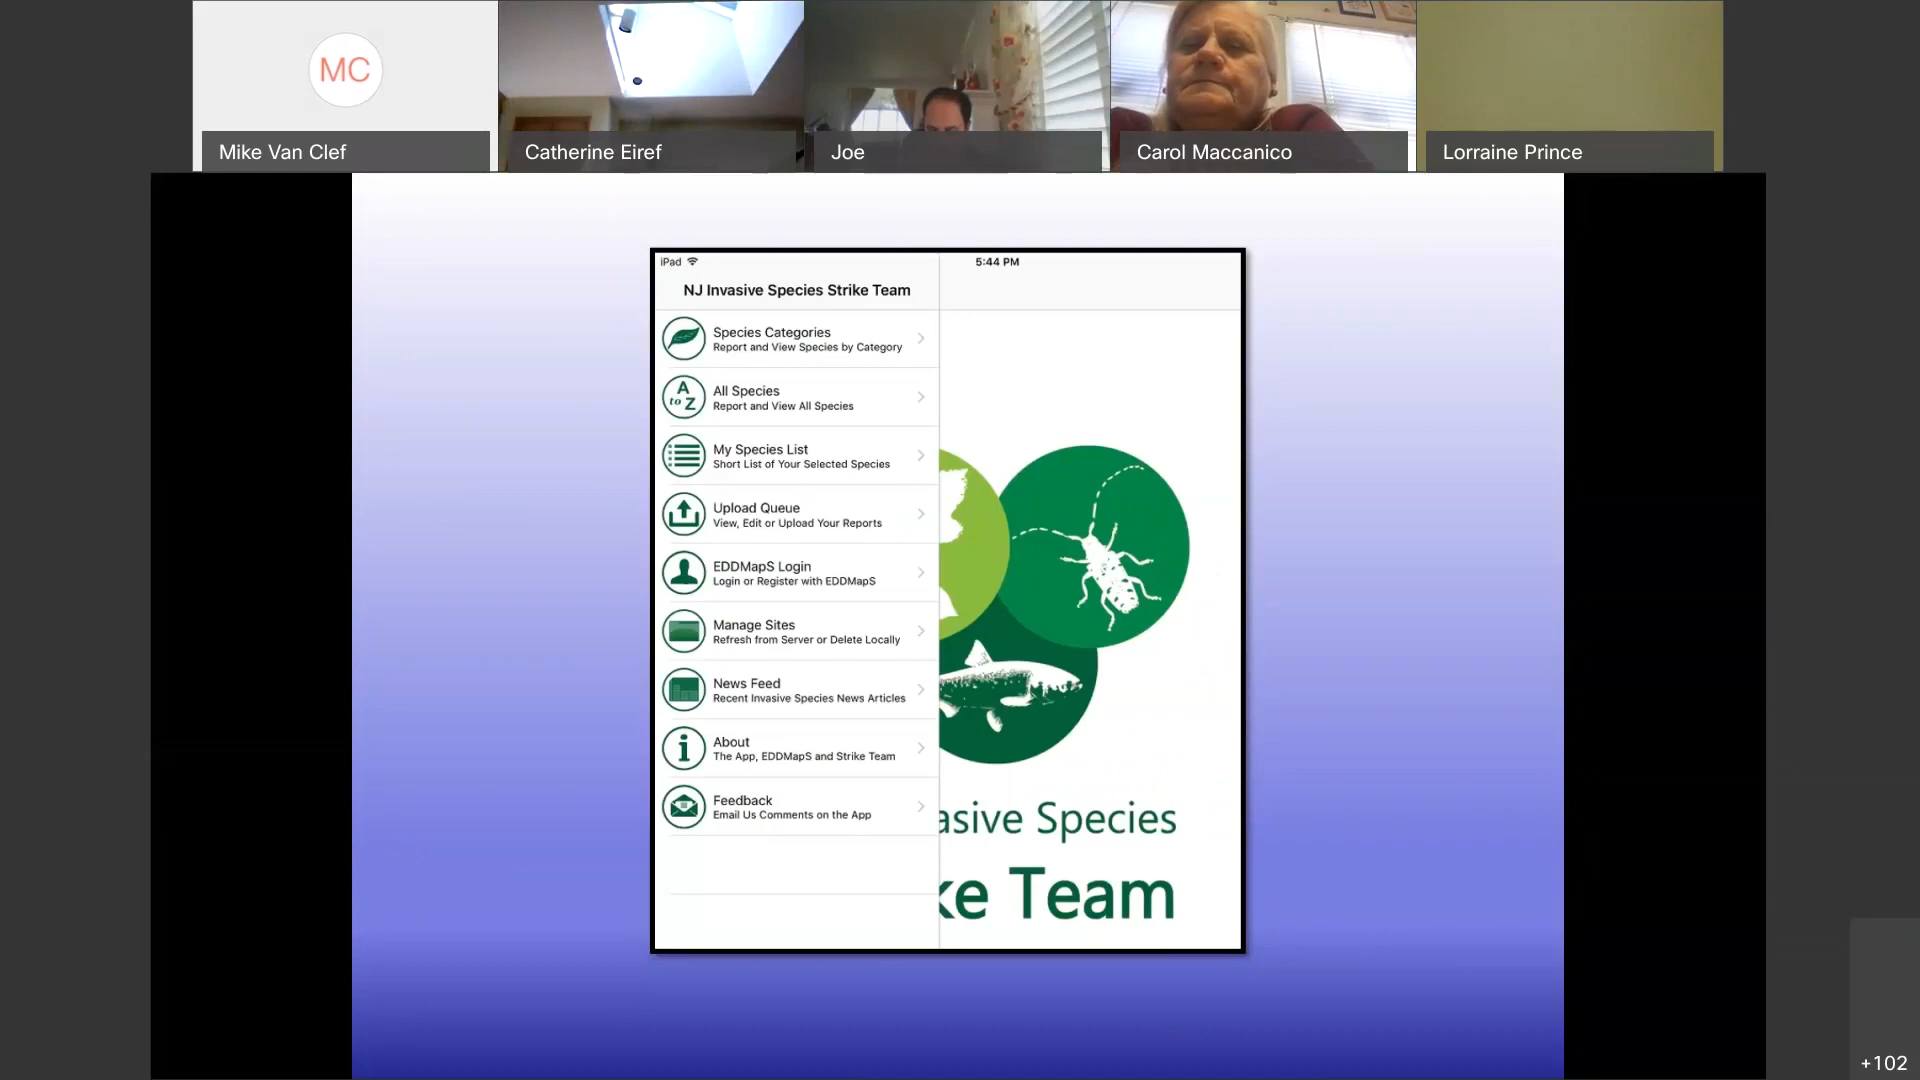 MC
Mike Van Clef
Catherine Eiref
Joe
Carol Maccanico
Lorraine Prince
iPad
5:44 PM
NJ Invasive Species Strike Team
Species Categories
Report and View Species by Category
A
to Z
All Species
Report and View All Species
My Species List
Short List of Your Selected Species
Upload Queue
View, Edit or Upload Your Reports
EDDMapS Login
Login or Register with EDDMapS
Manage Sites
Refresh from Server or Delete Locally
News Feed
Recent Invasive Species News Articles
i
About
The App, EDDMapS and Strike Team
Feedback
Email Us Comments on the App
asive Species
ke Team
+102